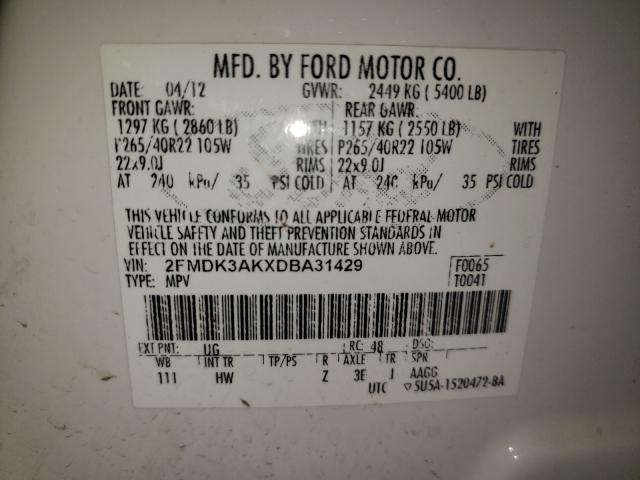 MFD. BY FORD MOTOR CO.
DATE: 04/12 GVWR: 2449 KG ( 5400 LB)
FRONT GAWR: REAR GAWR:
1297 KG ( 2860 LB) 1157 KG ( 2550 LB) WITH
P265/40R22 105W TIRES P265/40R22 105W TIRES
22x9.0J RIMS 22x9.0J RIMS
AT 240 kPa/ 35 PSI COLD AT 240 kPa/ 35 PSI COLD
THIS VEHICLE CONFORMS TO ALL APPLICABLE FEDERAL MOTOR
VEHICLE SAFETY AND THEFT PREVENTION STANDARDS IN
EFFECT ON THE DATE OF MANUFACTURE SHOWN ABOVE.
VIN: 2FMDK3AKXDBA31429 F0065
TYPE: MPV T0041
EXT PNT: UG RC: 48 DSO:
WB INT TR TP/PS R AXLE TR SPR
111 HW Z 3E J AAGG
UTC 5U5A-1520472-BA